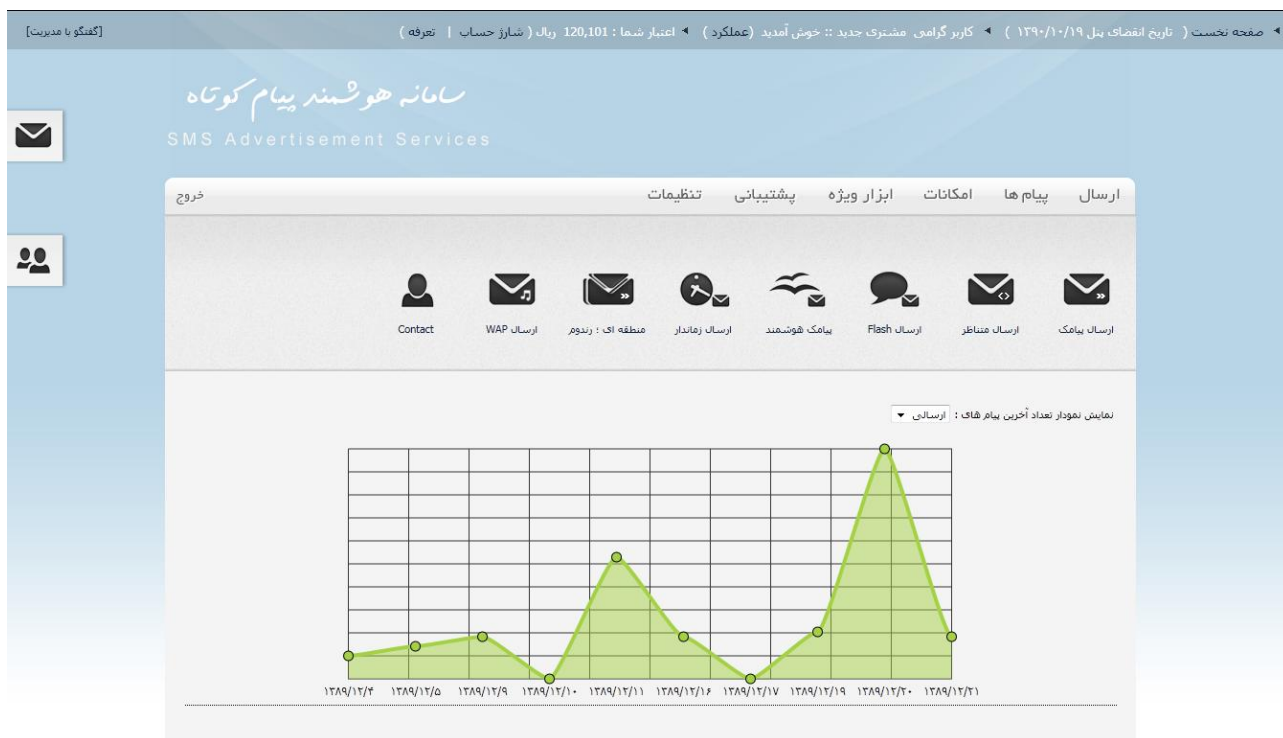 صفحه نخست ( تاریخ انقضای پنل ۱۳۹۰/۱۰/۱۹ ) کاربر گرامی مشتری جدید :: خوش آمدید (عملکرد ) اعتبار شما : 120,101 ریال ( شارژ حساب | تعرفه )
[گفتگو با مدیریت]
سامانه هوشمند پیام کوتاه
SMS Advertisement Services
ارسال پیام ها امکانات ابزار ویژه پشتیبانی تنظیمات خروج
ارسال پیامک ارسال متناظر ارسال Flash پیامک هوشمند ارسال زماندار منطقه ای ؛ رندوم ارسال WAP Contact
نمایش نمودار تعداد آخرین پیام های : ارسالی
۱۳۸۹/۱۲/۴ ۱۳۸۹/۱۲/۵ ۱۳۸۹/۱۲/۹ ۱۳۸۹/۱۲/۱۰ ۱۳۸۹/۱۲/۱۱ ۱۳۸۹/۱۲/۱۶ ۱۳۸۹/۱۲/۱۷ ۱۳۸۹/۱۲/۱۹ ۱۳۸۹/۱۲/۲۰ ۱۳۸۹/۱۲/۲۱